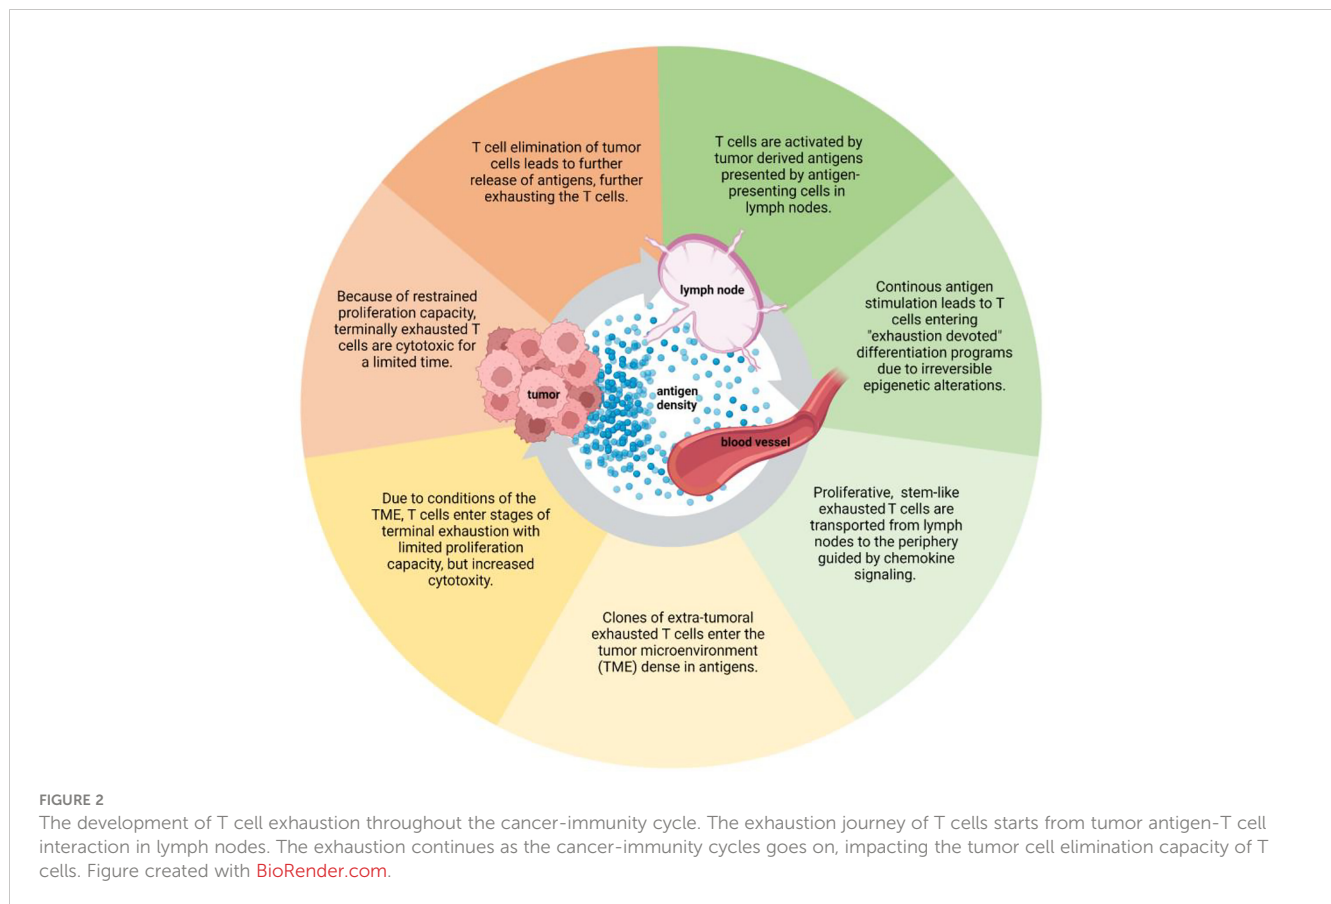 T cell elimination of tumor
cells leads to further
release of antigens, further
exhausting the T cells.
T cells are activated by
tumor derived antigens
presented by antigen-
presenting cells in
lymph nodes.
Continous antigen
stimulation leads to T
cells entering
"exhaustion devoted"
differentiation programs
due to irreversible
epigenetic alterations.
Proliferative, stem-like
exhausted T cells are
transported from lymph
nodes to the periphery
guided by chemokine
signaling.
Clones of extra-tumoral
exhausted T cells enter the
tumor microenvironment
(TME) dense in antigens.
Due to conditions of the
TME, T cells enter stages of
terminal exhaustion with
limited proliferation
capacity, but increased
cytotoxity.
Because of restrained
proliferation capacity,
terminally exhausted T
cells are cytotoxic for
a limited time.
lymph node
tumor
antigen
density
blood vessel
FIGURE 2
The development of T cell exhaustion throughout the cancer-immunity cycle. The exhaustion journey of T cells starts from tumor antigen-T cell
interaction in lymph nodes. The exhaustion continues as the cancer-immunity cycles goes on, impacting the tumor cell elimination capacity of T
cells. Figure created with BioRender.com.